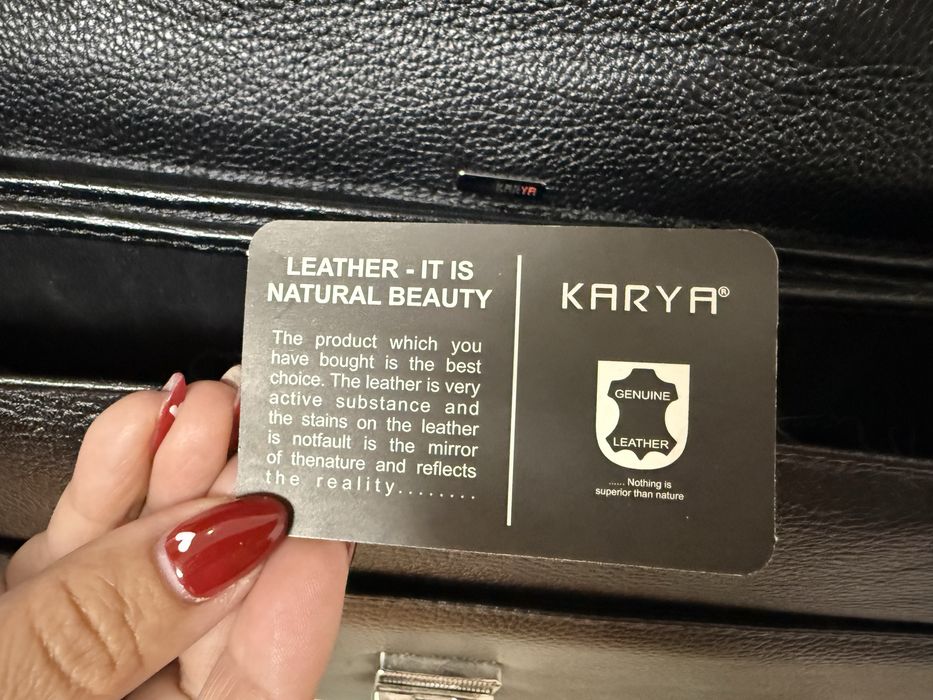 KARYA
LEATHER - IT IS
NATURAL BEAUTY
The product which you
have bought is the best
choice. The leather is very
active substance and
the stains on the leather
is notfault is the mirror
of thenature and reflects
the reality........
KARYA®
GENUINE
LEATHER
...... Nothing is
superior than nature